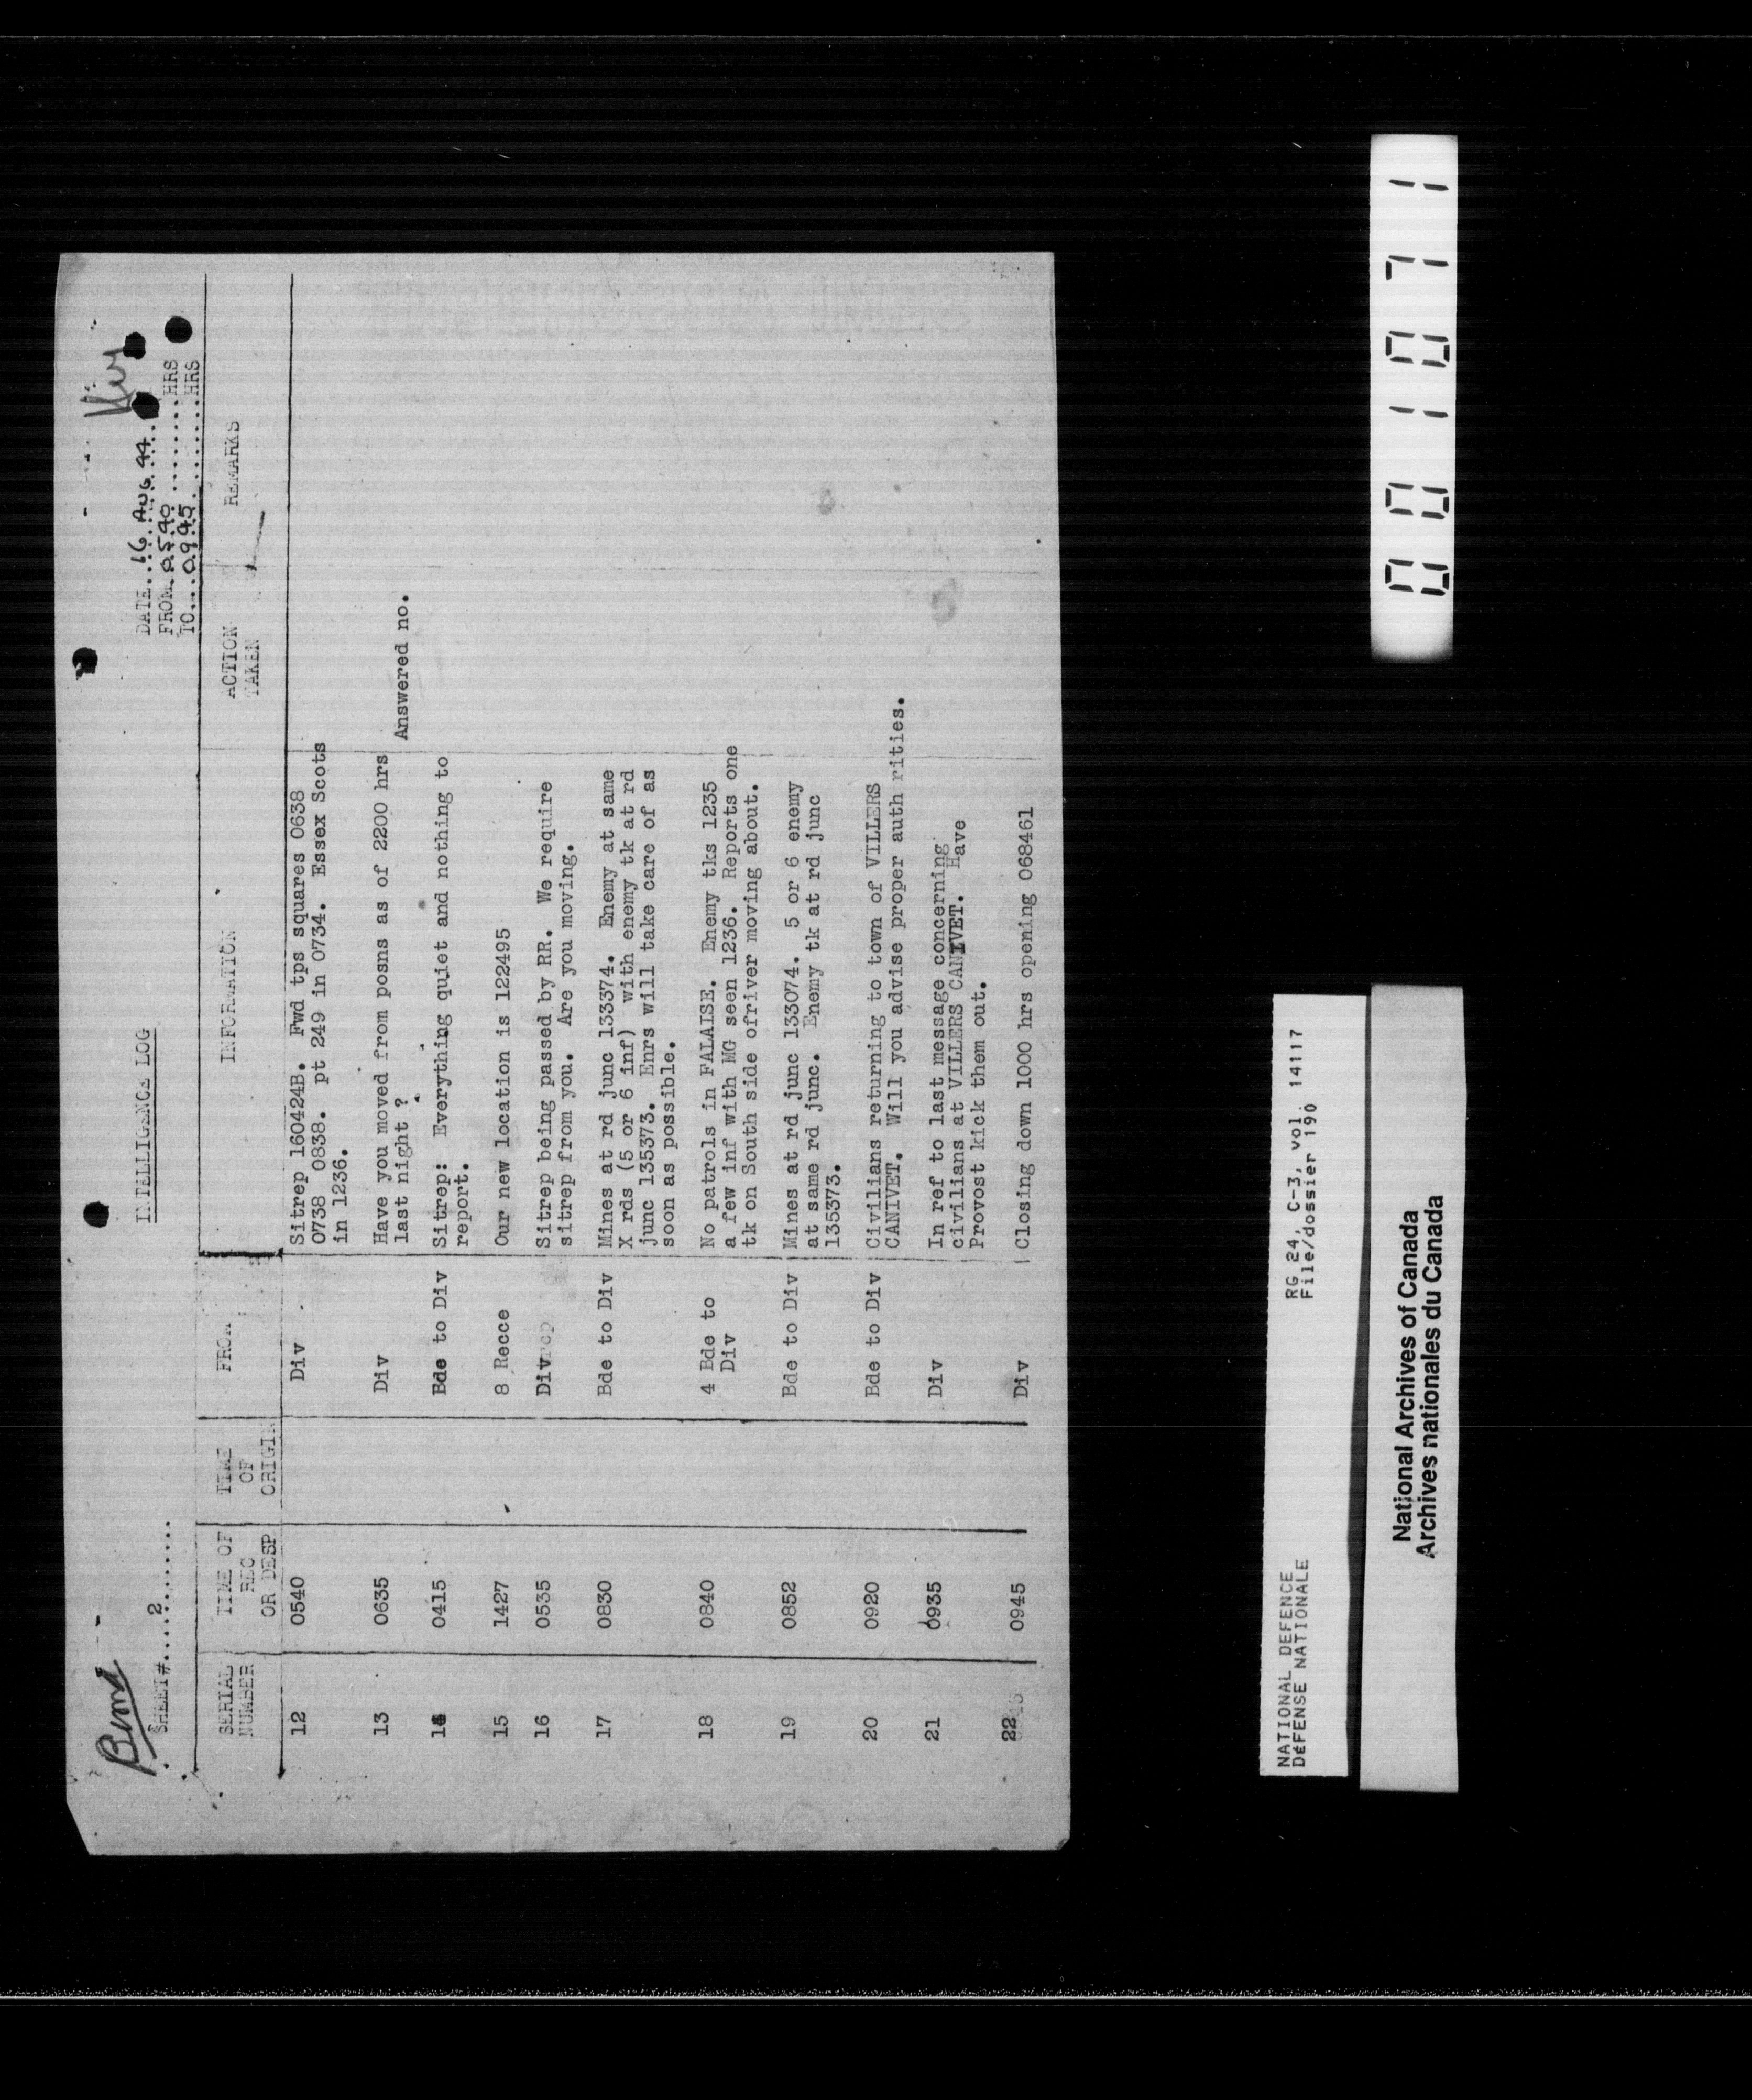 Bems
SHEET#....2..........
INTELLIGENCE LOG
DATE...16 AUG 44...
FROM.0540........HRS
TO...0945........HRS
SERIAL NUMBER TIME OF REC OR DESP TIME OF ORIGIN FROM INFORMATION ACTION TAKEN REMARKS
12 0540 Div Sitrep 160424B. Fwd tps squares 0638
0738 0838. pt 249 in 0734. Essex Scots
in 1236.
13 0635 Div Have you moved from posns as of 2200 hrs
last night ? Answered no.
14 0415 Bde to Div Sitrep: Everything quiet and nothing to
report.
15 1427 8 Recce Our new location is 122495
16 0535 Div Sitrep being passed by RR. We require
sitrep from you. Are you moving.
17 0830 Bde to Div Mines at rd junc 133374. Enemy at same
X rds (5 or 6 inf) with enemy tk at rd
junc 135373. Enrs will take care of as
soon as possible.
18 0840 4 Bde to Div No patrols in FALAISE. Enemy tks 1235
a few inf with MG seen 1236. Reports one
tk on South side ofriver moving about.
19 0852 Bde to Div Mines at rd junc 133074. 5 or 6 enemy
at same rd junc. Enemy tk at rd junc
135373.
20 0920 Bde to Div Civilians returning to town of VILLERS
CANIVET. Will you advise proper auth rities.
21 0935 Div In ref to last message concerning
civilians at VILLERS CANIVET. Have
Provost kick them out.
22 0945 Div Closing down 1000 hrs opening 068461
NATIONAL DEFENCE RG 24, C-3, vol. 14117
DÉFENSE NATIONALE File/dossier 190
National Archives of Canada
Archives nationales du Canada
001071